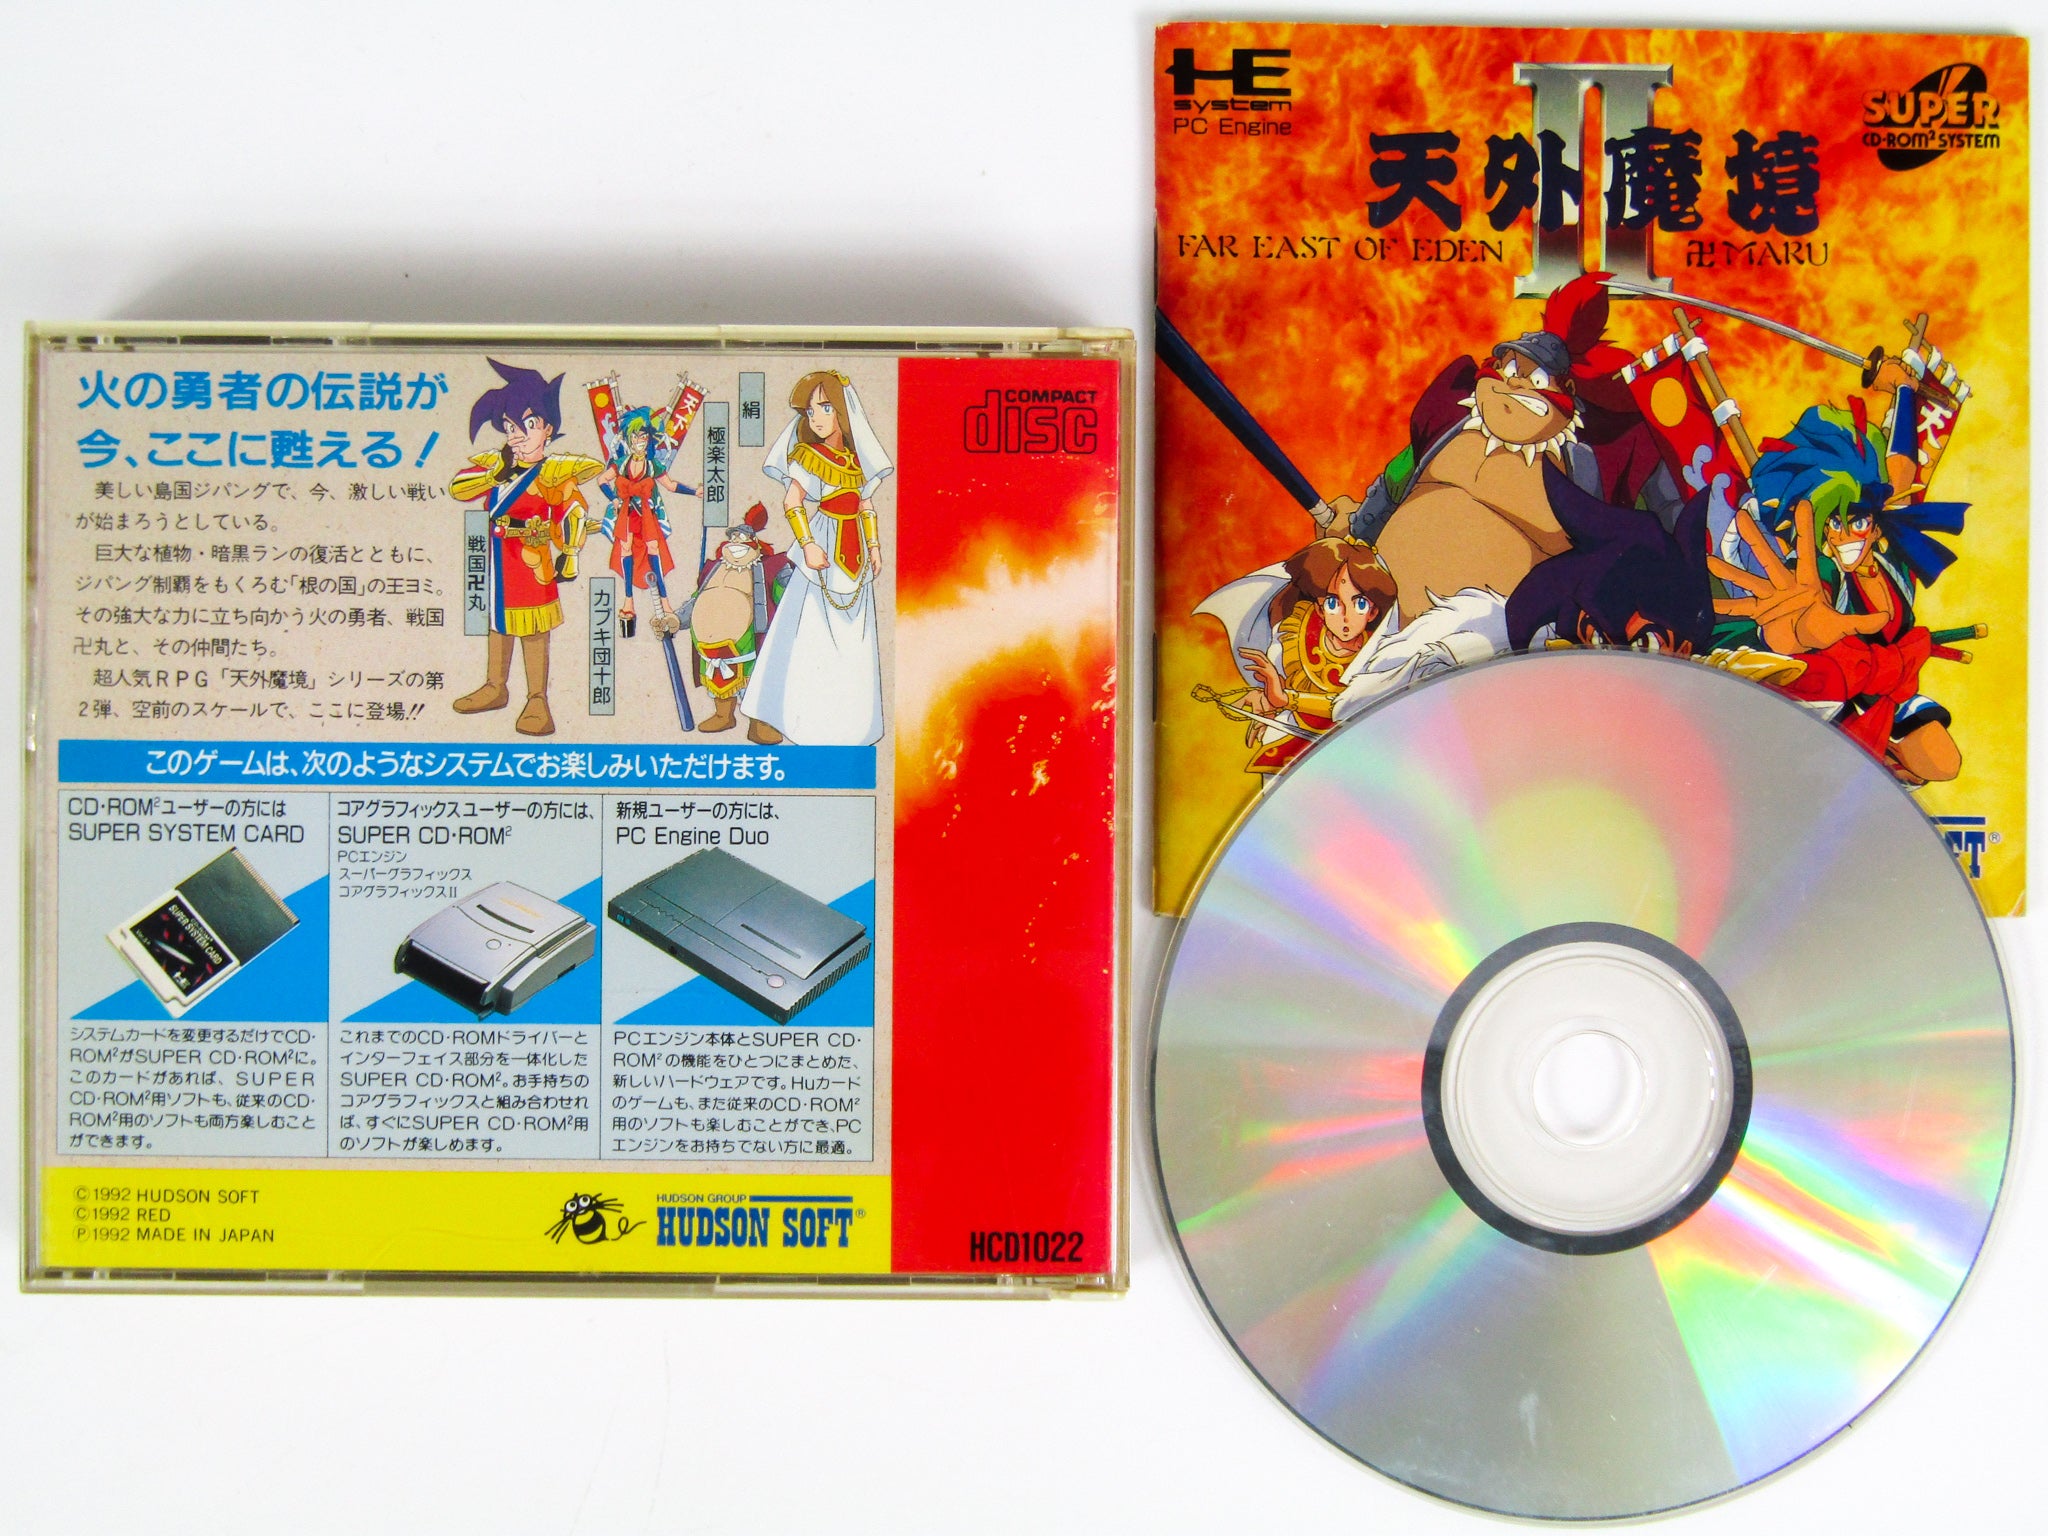 火の勇者の伝説が
今、ここに甦える!
美しい島国ジパングで、今、激しい戦い
が始まろうとしている。
巨大な植物・暗黒ランの復活とともに、
ジパング制覇をもくろむ「根の国」の王ヨミ。
その強大な力に立ち向かう火の勇者、戦国
卍丸と、その仲間たち。
超人気RPG「天外魔境」シリーズの第
2弾、空前のスケールで、ここに登場!!
戦国卍丸
カブキ団十郎
極楽太郎
絹
天下
COMPACT
disc
このゲームは、次のようなシステムでお楽しみいただけます。
CD・ROM²ユーザーの方には
SUPER SYSTEM CARD
SUPER SYSTEM CARD
システムカードを変更するだけでCD・
ROM²がSUPER CD・ROM²に。
このカードがあれば、SUPER
CD・ROM²用ソフトも、従来のCD・
ROM²用のソフトも両方楽しむこと
ができます。
コアグラフィックスユーザーの方には、
SUPER CD・ROM²
PCエンジン
スーパーグラフィックス
コアグラフィックスII
これまでのCD・ROMドライバーと
インターフェイス部分を一体化した
SUPER CD・ROM²。お手持ちの
コアグラフィックスと組み合わせれ
ば、すぐにSUPER CD・ROM²用
のソフトが楽しめます。
新規ユーザーの方には、
PC Engine Duo
PCエンジン本体とSUPER CD・
ROM²の機能をひとつにまとめた、
新しいハードウェアです。Huカード
のゲームも、また従来のCD・ROM²
用のソフトも楽しむことができ、PC
エンジンをお持ちでない方に最適。
©1992 HUDSON SOFT
©1992 RED
℗1992 MADE IN JAPAN
HUDSON GROUP
HUDSON SOFT®
HCD1022
HE
system
PC Engine
SUPER
CD-ROM² SYSTEM
II
天外魔境
FAR EAST OF EDEN
卍MARU
天